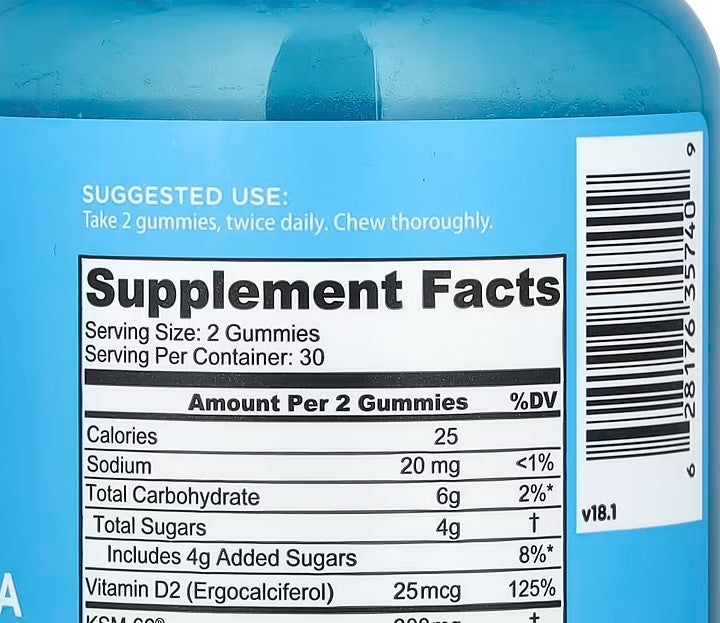 SUGGESTED USE:
Take 2 gummies, twice daily. Chew thoroughly.
Supplement Facts
Serving Size: 2 Gummies
Serving Per Container: 30
Amount Per 2 Gummies %DV
Calories 25
Sodium 20 mg <1%
Total Carbohydrate 6g 2%*
Total Sugars 4g †
Includes 4g Added Sugars 8%*
Vitamin D2 (Ergocalciferol) 25mcg 125%
6 28176 35740 9
v18.1
A